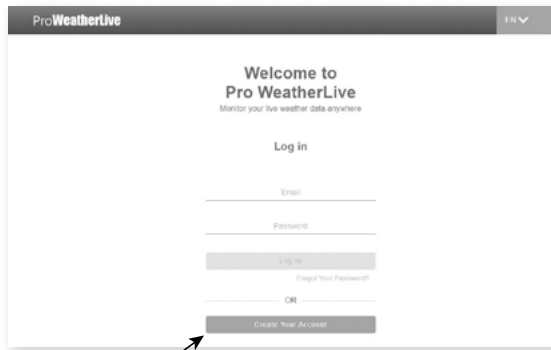 ProWeatherLive
EN
Welcome to
Pro WeatherLive
Monitor your live weather data anywhere
Log in
Email
Password
Log in
Forgot Your Password?
OR
Create Your Account